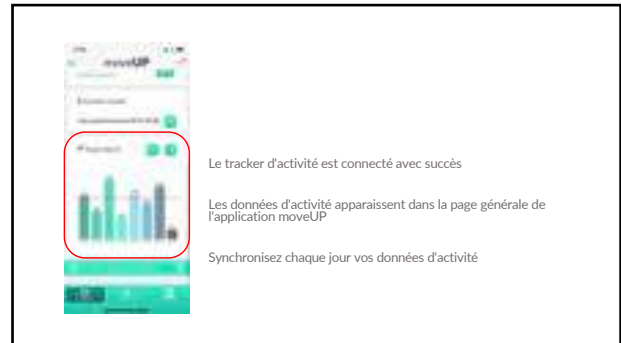 moveUP
Le tracker d'activité est connecté avec succès
Les données d'activité apparaissent dans la page générale de
l'application moveUP
Synchronisez chaque jour vos données d'activité